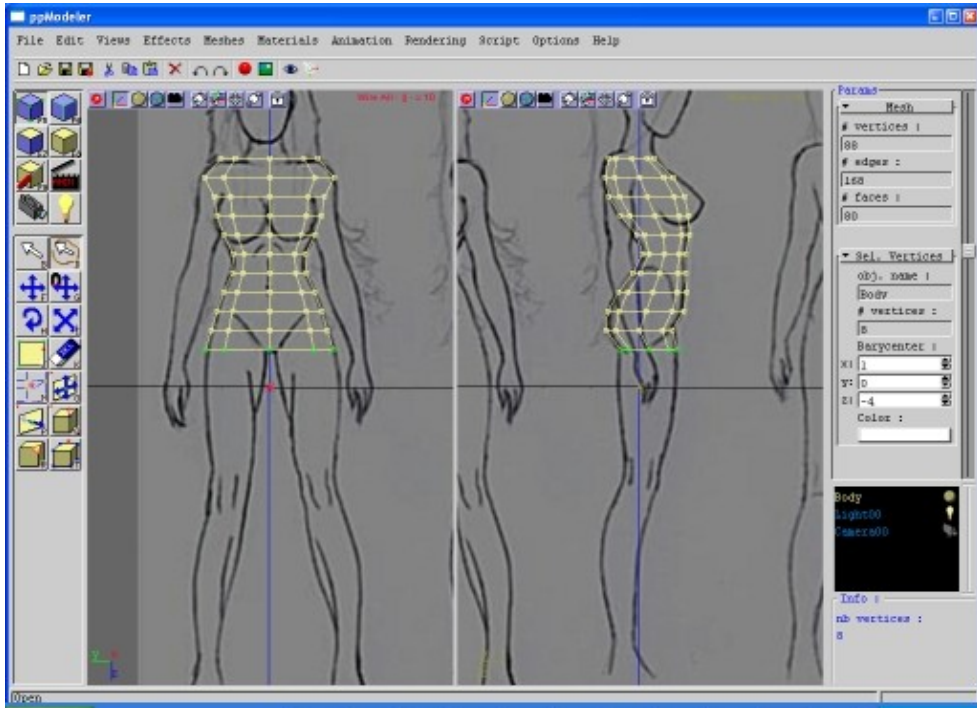 ppModeler
File Edit Views Effects Meshes Materials Animation Rendering Script Options Help
Params
Mesh
# vertices :
88
# edges :
168
# faces :
80
Sel. Vertices
obj. name :
Body
# vertices :
8
Barycenter :
X: 1
Y: 0
Z: -4
Color :
Body
Light00
Camera00
Info :
nb vertices :
8
Open